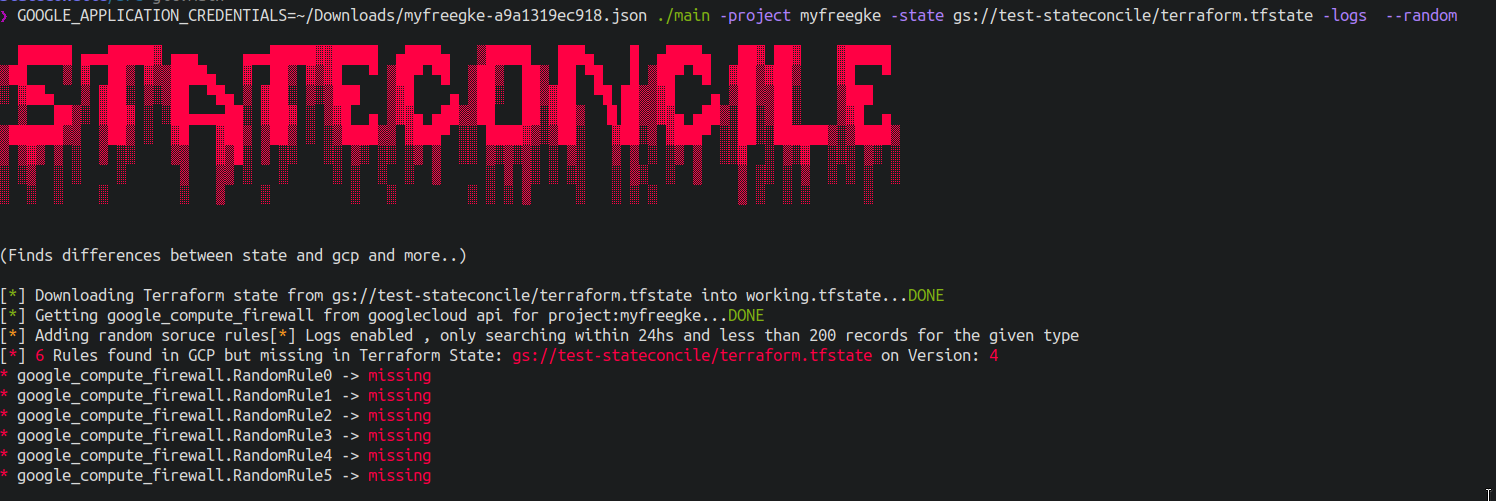 ❯ GOOGLE_APPLICATION_CREDENTIALS=~/Downloads/myfreegke-a9a1319ec918.json ./main -project myfreegke -state gs://test-stateconcile/terraform.tfstate -logs --random
STATECONCILE
(Finds differences between state and gcp and more..)
[*] Downloading Terraform state from gs://test-stateconcile/terraform.tfstate into working.tfstate...DONE
[*] Getting google_compute_firewall from googlecloud api for project:myfreegke...DONE
[*] Adding random soruce rules[*] Logs enabled , only searching within 24hs and less than 200 records for the given type
[*] 6 Rules found in GCP but missing in Terraform State: gs://test-stateconcile/terraform.tfstate on Version: 4
* google_compute_firewall.RandomRule0 -> missing
* google_compute_firewall.RandomRule1 -> missing
* google_compute_firewall.RandomRule2 -> missing
* google_compute_firewall.RandomRule3 -> missing
* google_compute_firewall.RandomRule4 -> missing
* google_compute_firewall.RandomRule5 -> missing